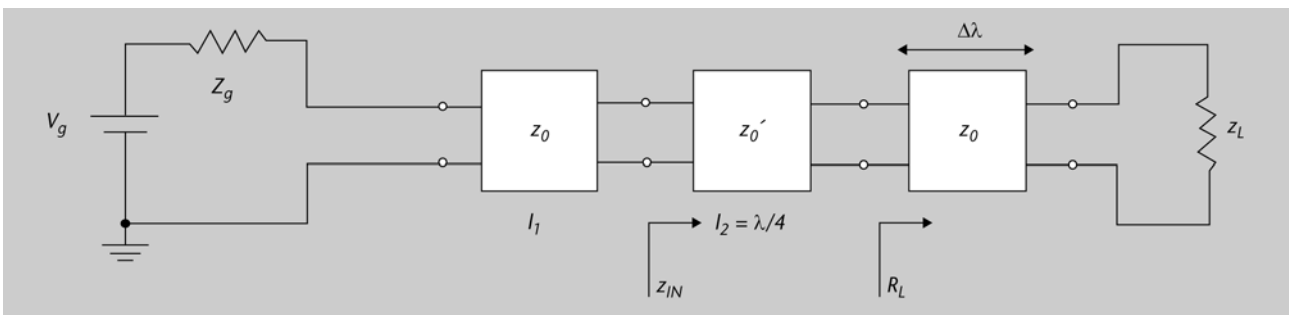 Δλ
Z_g
V_g
z_0
z_0´
z_0
z_L
l_1
l_2 = λ/4
z_IN
R_L